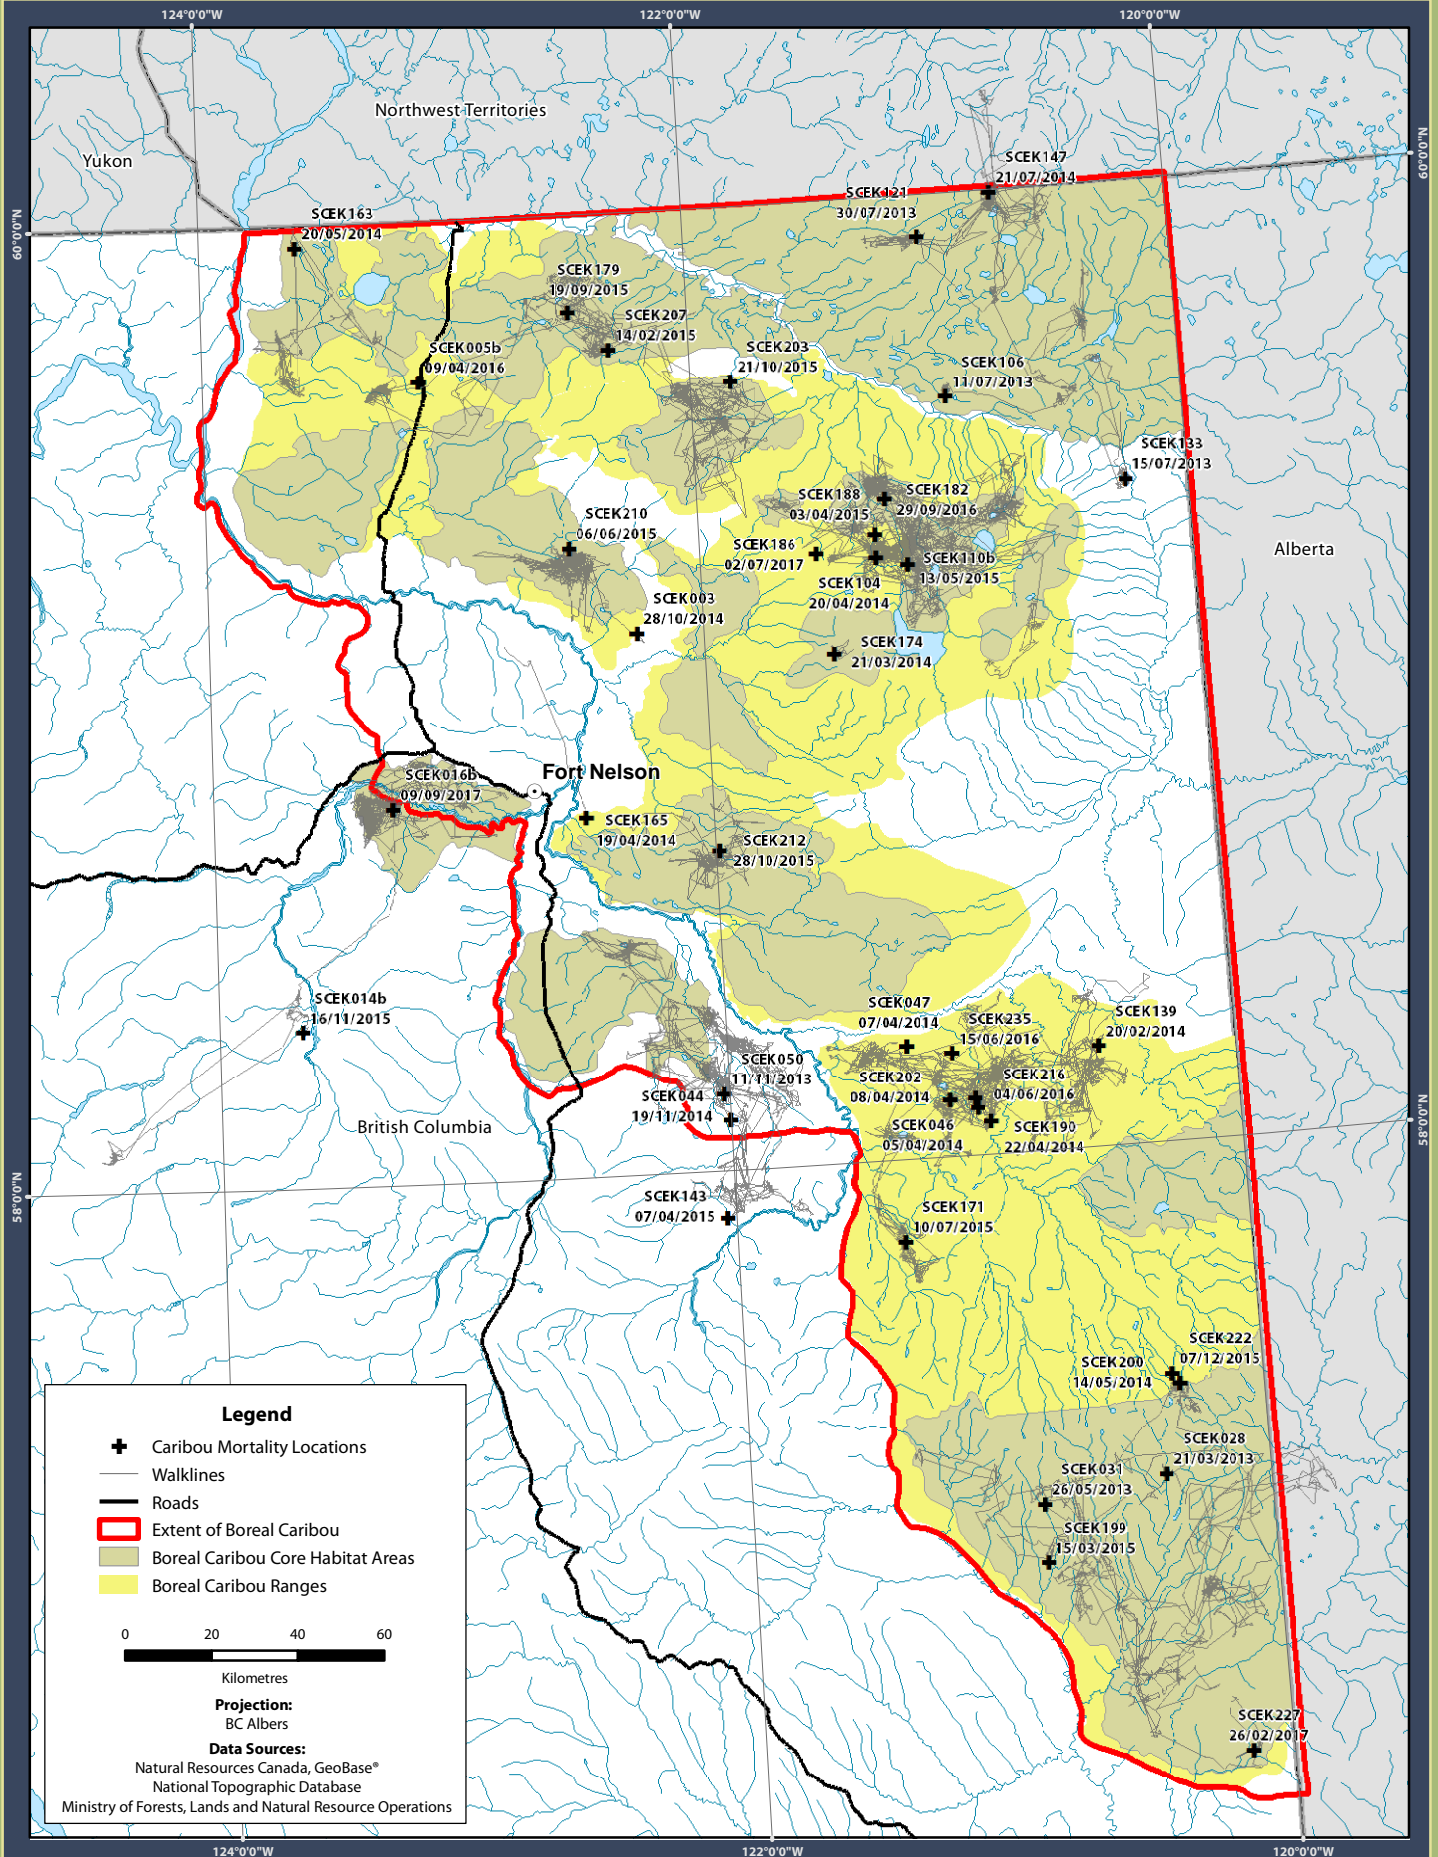 124°0'0"W
122°0'0"W
120°0'0"W
Northwest Territories
Yukon
60°0'0"N
60°0'0"N
SCEK147
21/07/2014
SCEK121
30/07/2013
SCEK163
20/05/2014
SCEK179
19/09/2015
SCEK207
14/02/2015
SCEK005b
09/04/2016
SCEK203
21/10/2015
SCEK106
11/07/2013
SCEK133
15/07/2013
SCEK182
29/09/2016
SCEK188
03/04/2015
SCEK210
06/06/2015
SCEK186
02/07/2017
SCEK110b
13/05/2015
Alberta
SCEK104
20/04/2014
SCEK003
28/10/2014
SCEK174
21/03/2014
SCEK016b
09/09/2017
Fort Nelson
SCEK165
19/04/2014
SCEK212
28/10/2015
SCEK014b
16/11/2015
SCEK047
07/04/2014
SCEK235
15/06/2016
SCEK139
20/02/2014
SCEK050
11/11/2013
SCEK202
08/04/2014
SCEK216
04/06/2016
SCEK044
19/11/2014
SCEK046
05/04/2014
SCEK190
22/04/2014
British Columbia
58°0'0"N
58°0'0"N
SCEK143
07/04/2015
SCEK171
10/07/2015
SCEK222
07/12/2015
SCEK200
14/05/2014
SCEK028
21/03/2013
SCEK031
26/05/2013
SCEK199
15/03/2015
SCEK227
26/02/2017
Legend
Caribou Mortality Locations
Walklines
Roads
Extent of Boreal Caribou
Boreal Caribou Core Habitat Areas
Boreal Caribou Ranges
0 20 40 60
Kilometres
Projection:
BC Albers
Data Sources:
Natural Resources Canada, GeoBase®
National Topographic Database
Ministry of Forests, Lands and Natural Resource Operations
124°0'0"W
122°0'0"W
120°0'0"W